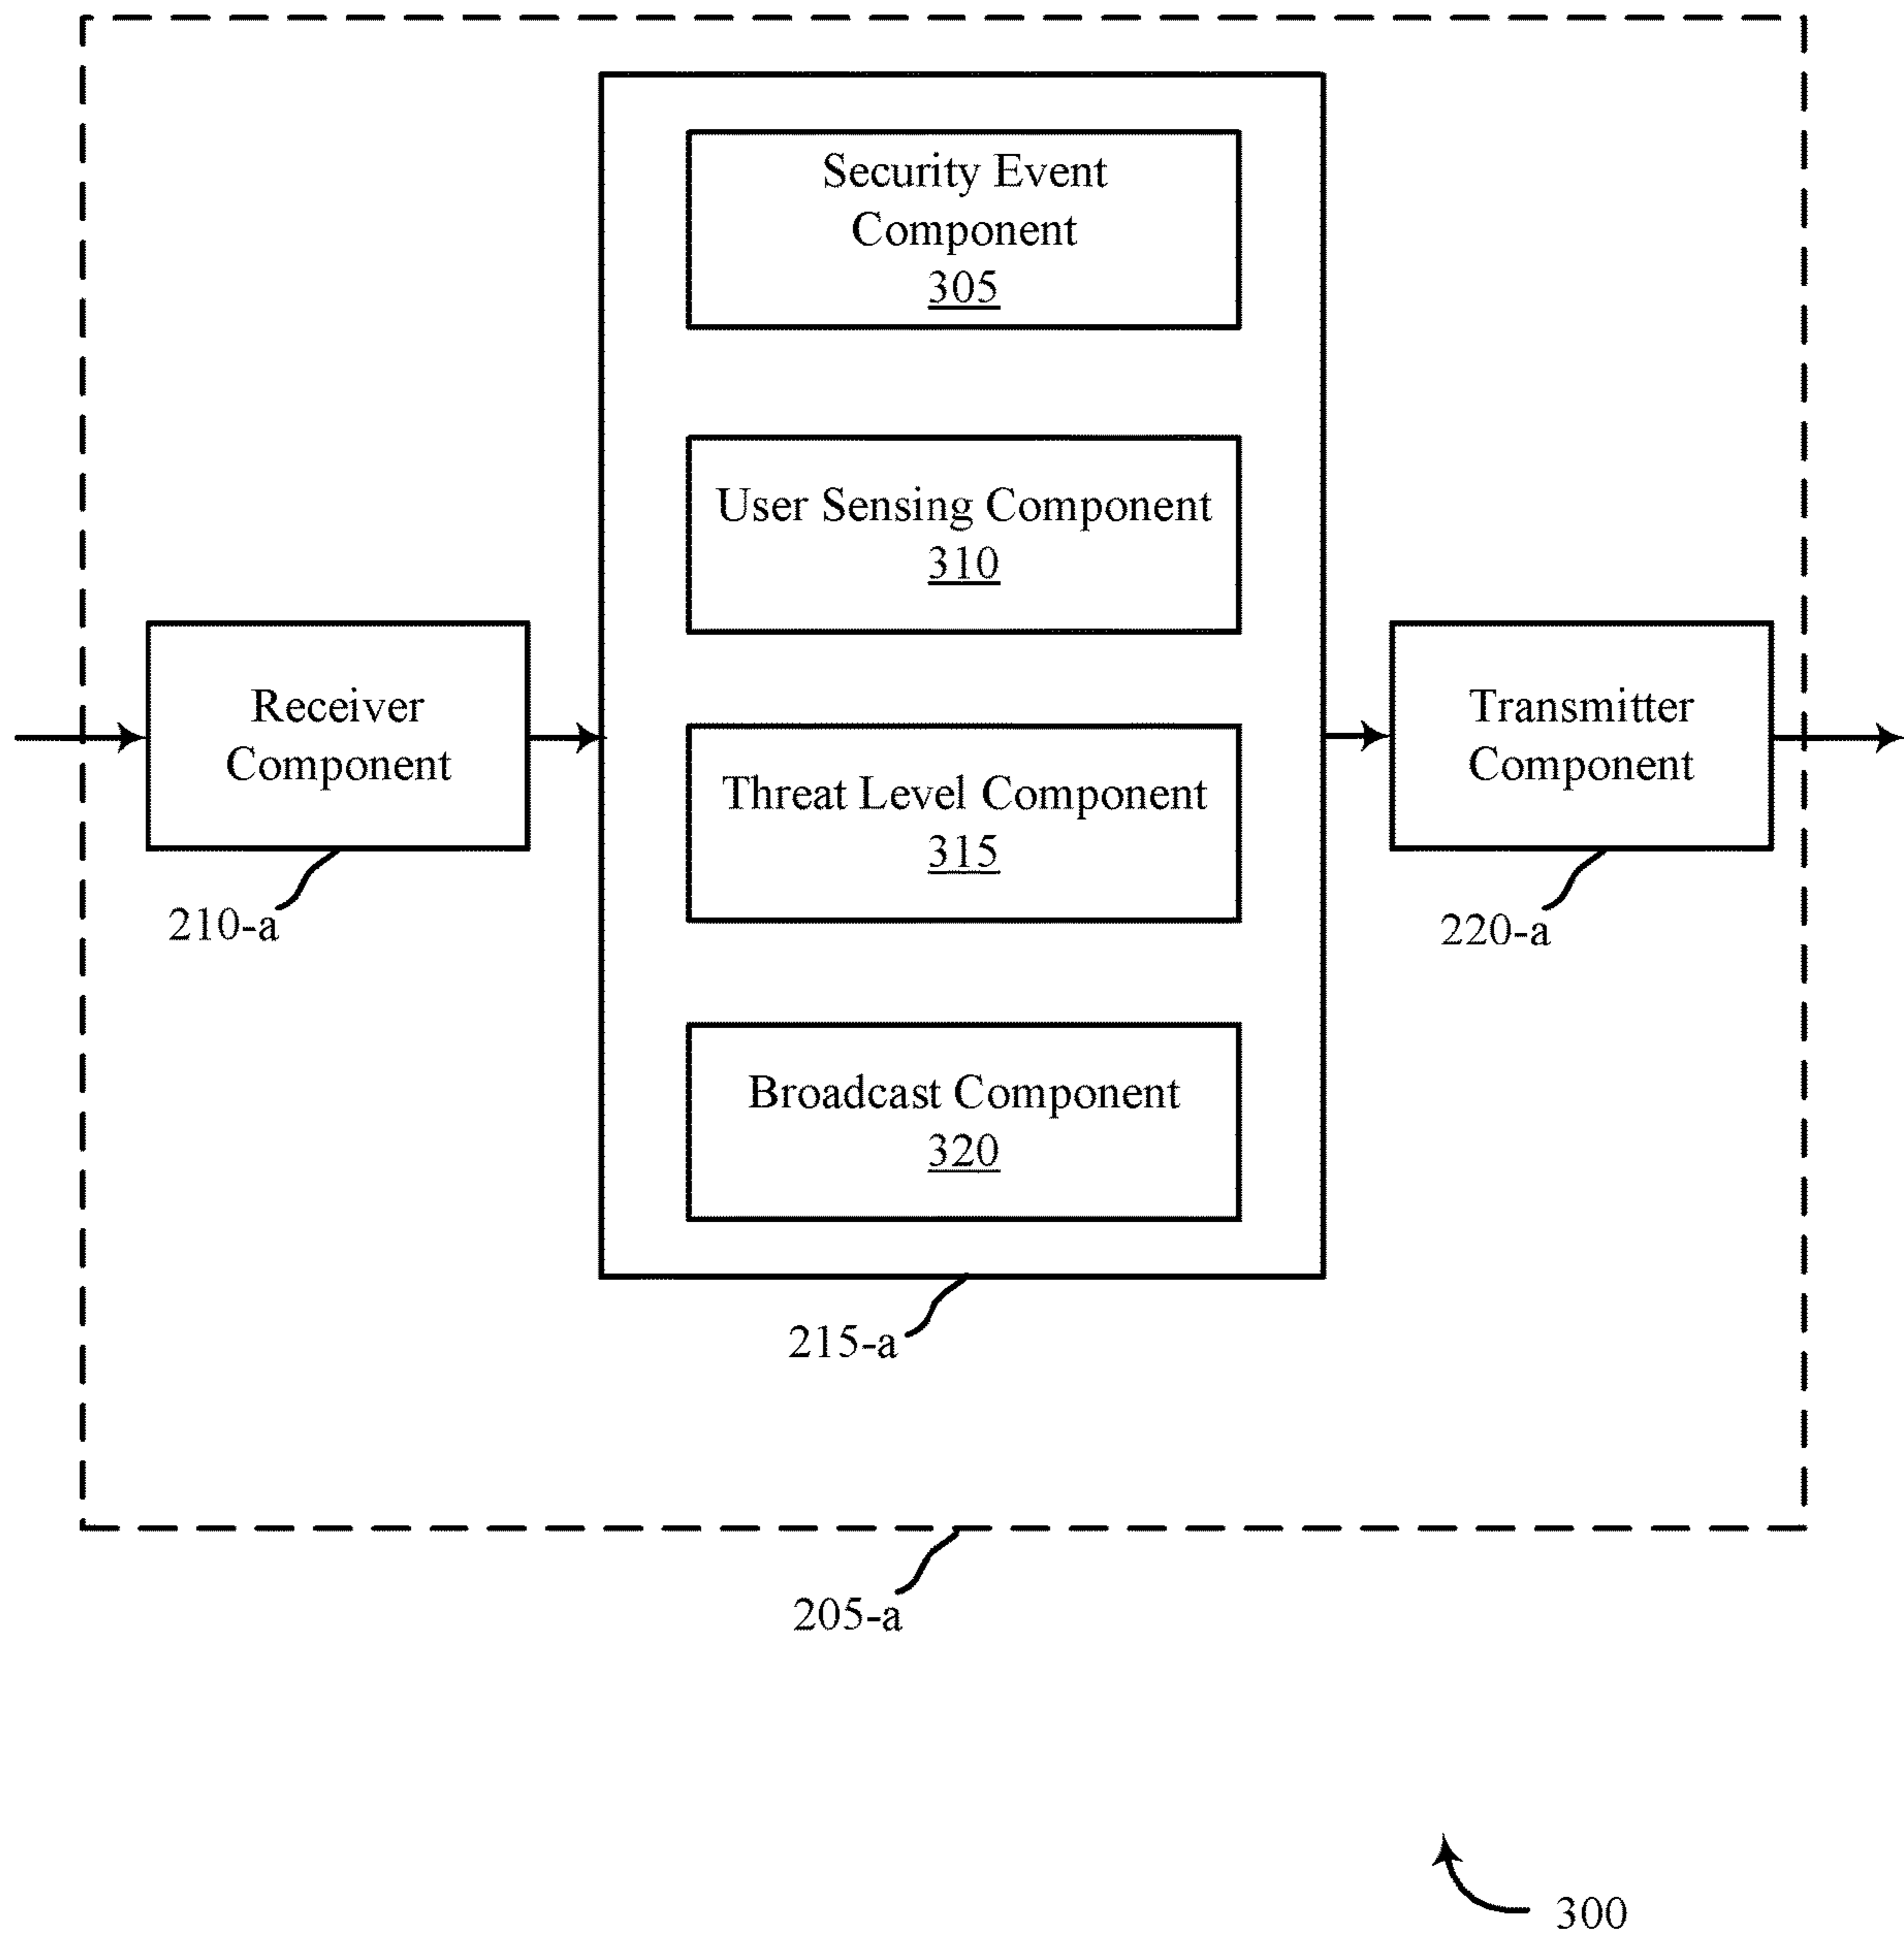 Security Event
Component
305
User Sensing Component
310
Receiver
Component
210-a
Threat Level Component
315
Transmitter
Component
220-a
Broadcast Component
320
215-a
205-a
300